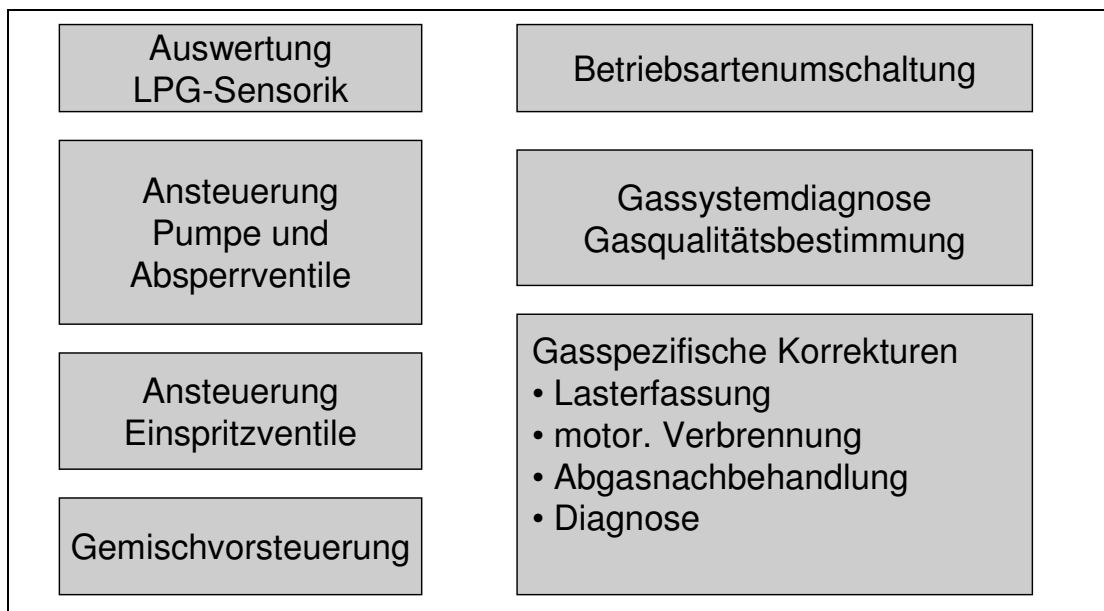 Auswertung
LPG-Sensorik
Ansteuerung
Pumpe und
Absperrventile
Ansteuerung
Einspritzventile
Gemischvorsteuerung
Betriebsartenumschaltung
Gassystemdiagnose
Gasqualitätsbestimmung
Gasspezifische Korrekturen
• Lasterfassung
• motor. Verbrennung
• Abgasnachbehandlung
• Diagnose